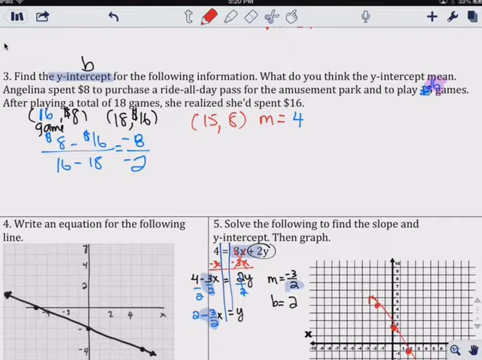 5:20 PM
b
3. Find the y-intercept for the following information. What do you think the y-intercept mean.
Angelina spent $8 to purchase a ride-all-day pass for the amusement park and to play 16 games.
After playing a total of 18 games, she realized she'd spent $16.
(16, $8) (18, $16) (15, 8) m = 4
game
$8 - $16 = -8
16 - 18 -2
4. Write an equation for the following
line.
5. Solve the following to find the slope and
y-intercept? Then graph.
4 = 3x + 2y
-3x -3x
4 - 3x = 2y
2 2 2
m = -3
2
b = 2
2 - 3 x = y
2